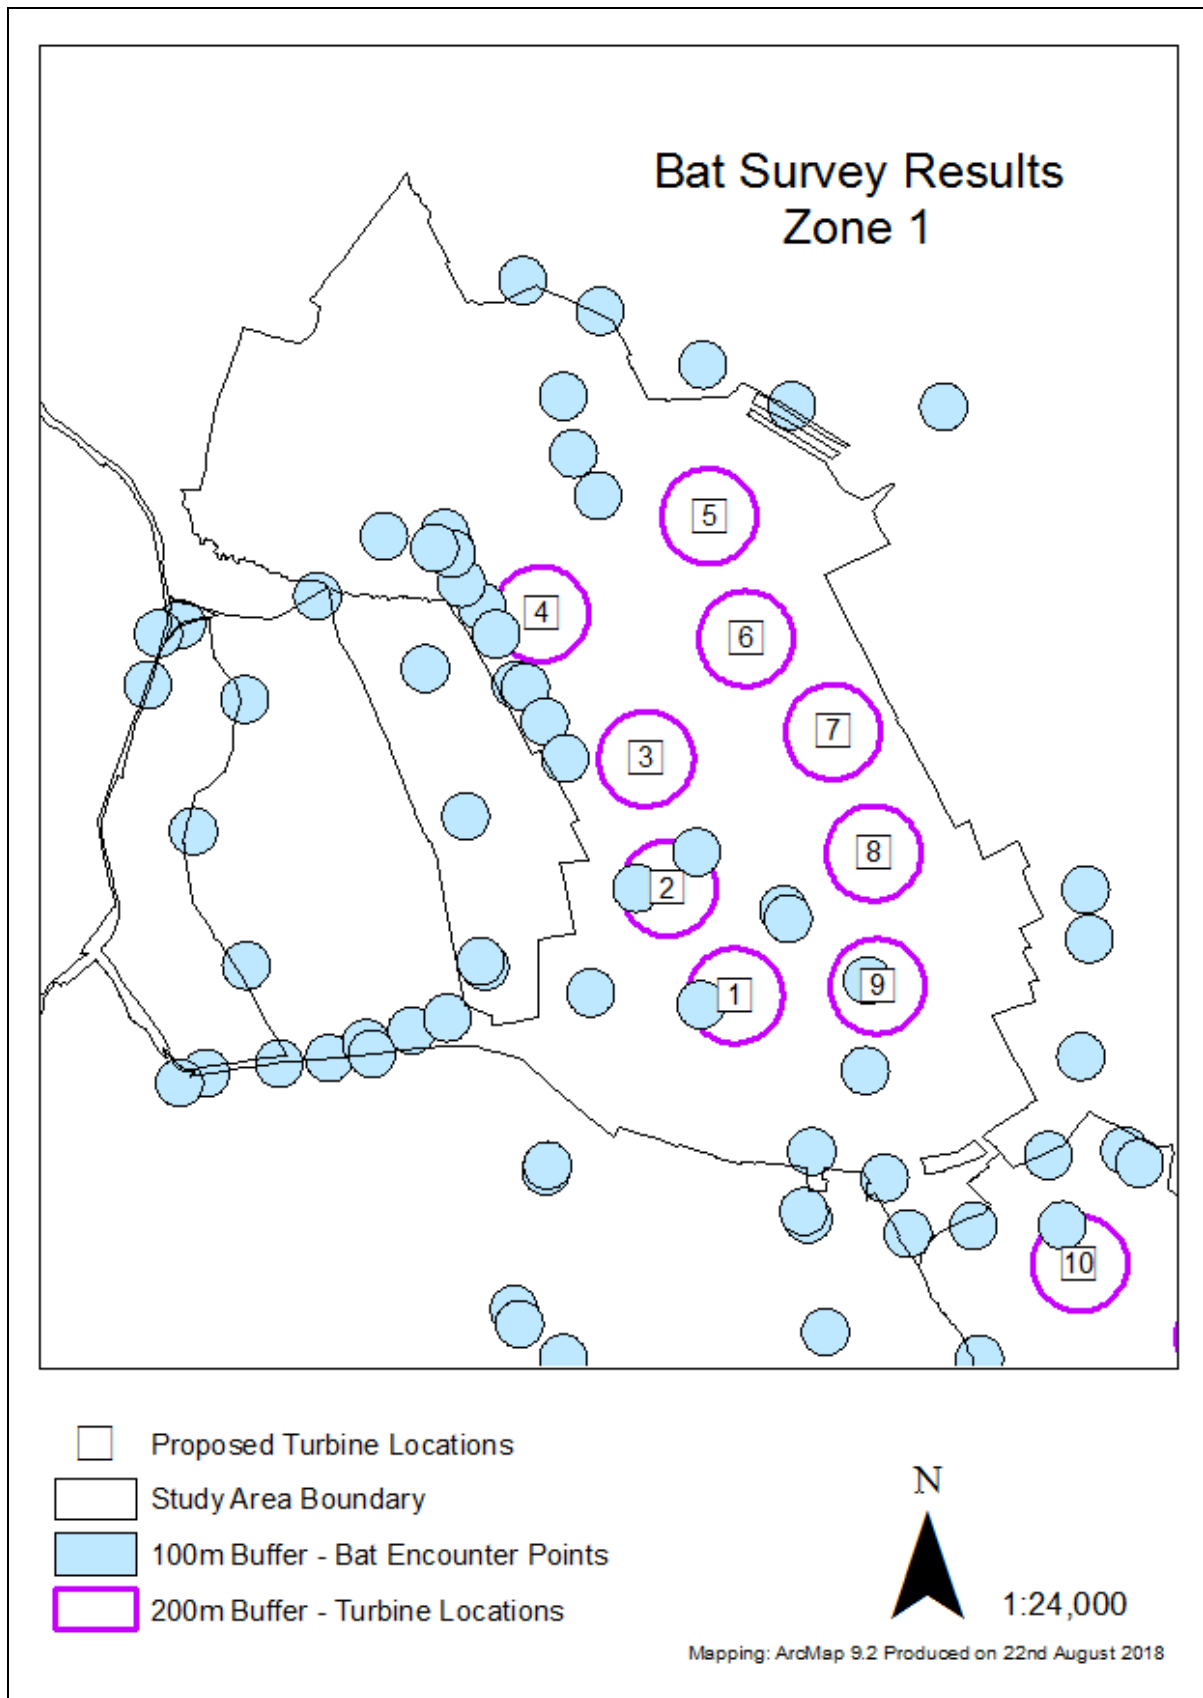 Bat Survey Results
Zone 1
5
4
6
7
3
8
2
9
1
10
Proposed Turbine Locations
Study Area Boundary
100m Buffer - Bat Encounter Points
200m Buffer - Turbine Locations
N
1:24,000
Mapping: ArcMap 9.2 Produced on 22nd August 2018